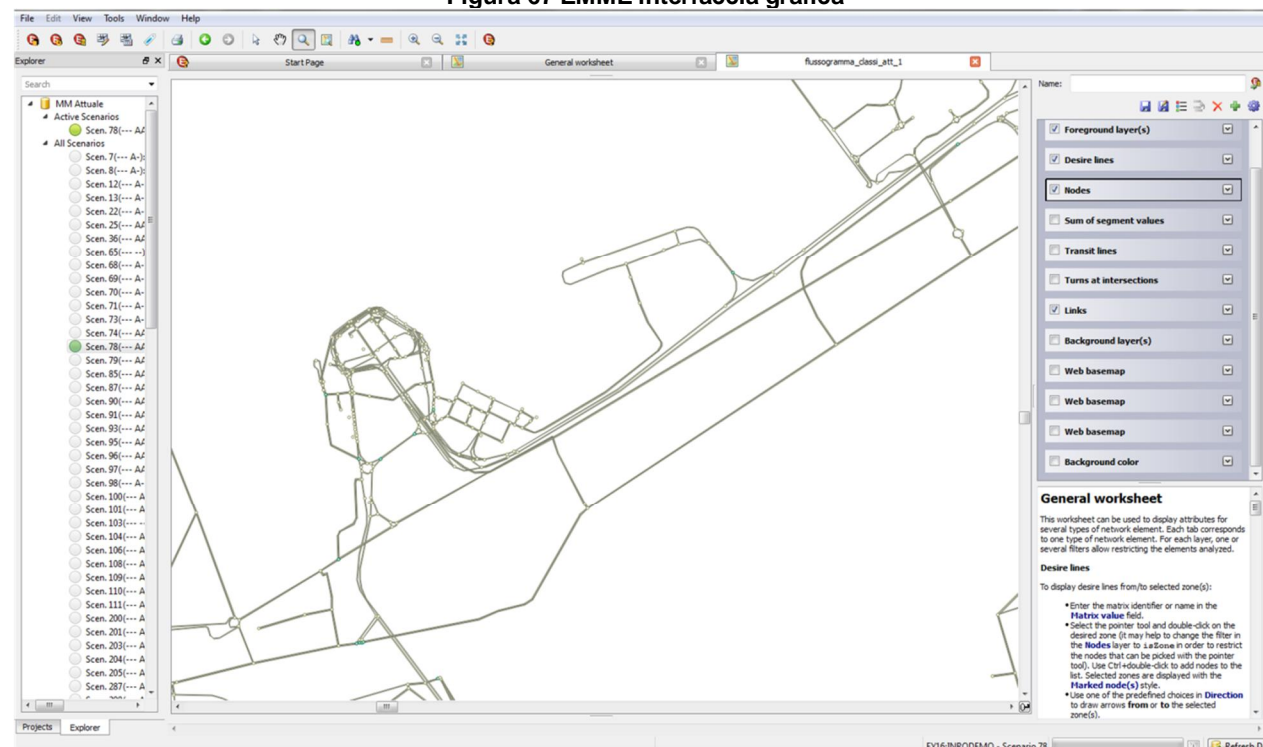 Figura 67 EMME Interfaccia grafica
File Edit View Tools Window Help
Explorer
Start Page
General worksheet
flussogramma_classi_att_1
Name:
Search
MM Attuale
Active Scenarios
Scen. 78(--- AA
All Scenarios
Scen. 7(--- A-):
Scen. 8(--- A-):
Scen. 12(--- A-
Scen. 13(--- A-
Scen. 22(--- A-
Scen. 25(--- AA
Scen. 36(--- AA
Scen. 65(--- --)
Scen. 68(--- A-
Scen. 69(--- A-
Scen. 70(--- A-
Scen. 71(--- A-
Scen. 73(--- A-
Scen. 74(--- AA
Scen. 78(--- AA
Scen. 79(--- AA
Scen. 85(--- AA
Scen. 87(--- AA
Scen. 90(--- AA
Scen. 91(--- AA
Scen. 93(--- AA
Scen. 95(--- AA
Scen. 96(--- AA
Scen. 97(--- AA
Scen. 98(--- A-
Scen. 100(--- A
Scen. 101(--- A
Scen. 103(--- -
Scen. 104(--- A
Scen. 106(--- A
Scen. 108(--- A
Scen. 109(--- A
Scen. 110(--- A
Scen. 111(--- A
Scen. 200(--- A
Scen. 201(--- A
Scen. 203(--- A
Scen. 204(--- A
Scen. 205(--- A
Scen. 287(--- A
Projects Explorer
Foreground layer(s)
Desire lines
Nodes
Sum of segment values
Transit lines
Turns at intersections
Links
Background layer(s)
Web basemap
Web basemap
Web basemap
Background color
General worksheet
This worksheet can be used to display attributes for
several types of network element. Each tab corresponds
to one type of network element. For each layer, one or
several filters allow restricting the elements analyzed.
Desire lines
To display desire lines from/to selected zone(s):
•Enter the matrix identifier or name in the
Matrix value field.
•Select the pointer tool and double-click on the
desired zone (it may help to change the filter in
the Nodes layer to isZone in order to restrict
the nodes that can be picked with the pointer
tool). Use Ctrl+double-click to add nodes to the
list. Selected zones are displayed with the
Marked node(s) style.
•Use one of the predefined choices in Direction
to draw arrows from or to the selected
zone(s).
FY16:INRODEMO - Scenario 78
Refresh D